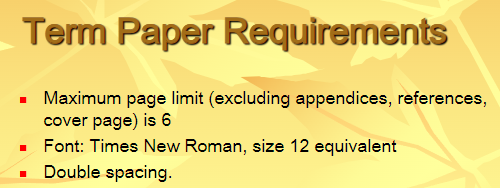 Term Paper Requirements
Maximum page limit (excluding appendices, references,
cover page) is 6
Font: Times New Roman, size 12 equivalent
Double spacing.